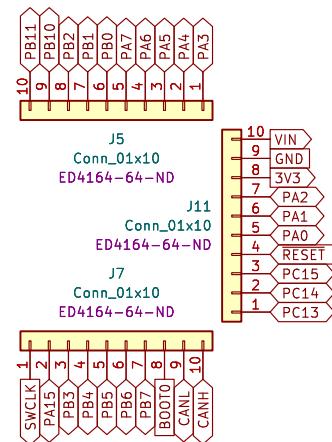 PB11 PB10 PB2 PB1 PB0 PA7 PA6 PA5 PA4 PA3
10 9 8 7 6 5 4 3 2 1
J5
Conn_01x10
ED4164-64-ND
10 VIN
9 GND
8 3V3
7 PA2
6 PA1
5 PA0
4 RESET
3 PC15
2 PC14
1 PC13
J11
Conn_01x10
ED4164-64-ND
J7
Conn_01x10
ED4164-64-ND
1 2 3 4 5 6 7 8 9 10
SWCLK PA15 PB3 PB4 PB5 PB6 PB7 BOOT0 CANL CANH